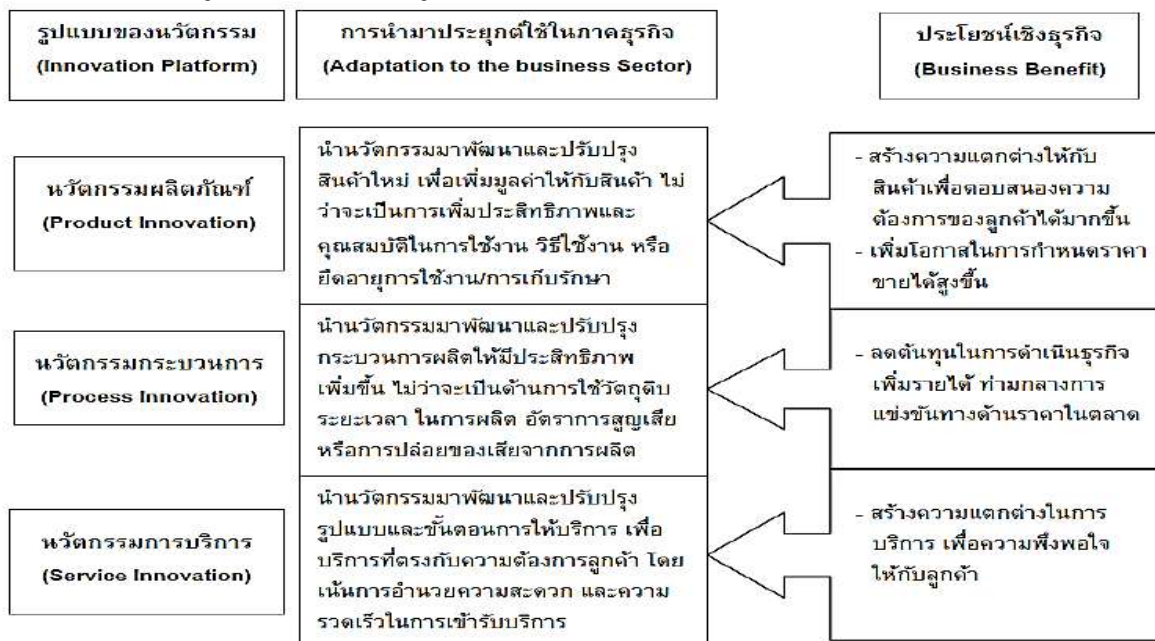 รูปแบบของนวัตกรรม
(Innovation Platform)
การนำมาประยุกต์ใช้ในภาคธุรกิจ
(Adaptation to the business Sector)
ประโยชน์เชิงธุรกิจ
(Business Benefit)
นวัตกรรมผลิตภัณฑ์
(Product Innovation)
นำนวัตกรรมมาพัฒนาและปรับปรุง
สินค้าใหม่ เพื่อเพิ่มมูลค่าให้กับสินค้า ไม่
ว่าจะเป็นการเพิ่มประสิทธิภาพและ
คุณสมบัติในการใช้งาน วิธีใช้งาน หรือ
ยืดอายุการใช้งาน/การเก็บรักษา
- สร้างความแตกต่างให้กับ
สินค้าเพื่อตอบสนองความ
ต้องการของลูกค้าได้มากขึ้น
- เพิ่มโอกาสในการกำหนดราคา
ขายได้สูงขึ้น
นวัตกรรมกระบวนการ
(Process Innovation)
นำนวัตกรรมมาพัฒนาและปรับปรุง
กระบวนการผลิตให้มีประสิทธิภาพ
เพิ่มขึ้น ไม่ว่าจะเป็นด้านการใช้วัตถุดิบ
ระยะเวลา ในการผลิต อัตราการสูญเสีย
หรือการปล่อยของเสียจากการผลิต
- ลดต้นทุนในการดำเนินธุรกิจ
เพิ่มรายได้ ท่ามกลางการ
แข่งขันทางด้านราคาในตลาด
นวัตกรรมการบริการ
(Service Innovation)
นำนวัตกรรมมาพัฒนาและปรับปรุง
รูปแบบและขั้นตอนการให้บริการ เพื่อ
บริการที่ตรงกับความต้องการลูกค้า โดย
เน้นการอำนวยความสะดวก และความ
รวดเร็วในการเข้ารับบริการ
- สร้างความแตกต่างในการ
บริการ เพื่อความพึงพอใจ
ให้กับลูกค้า